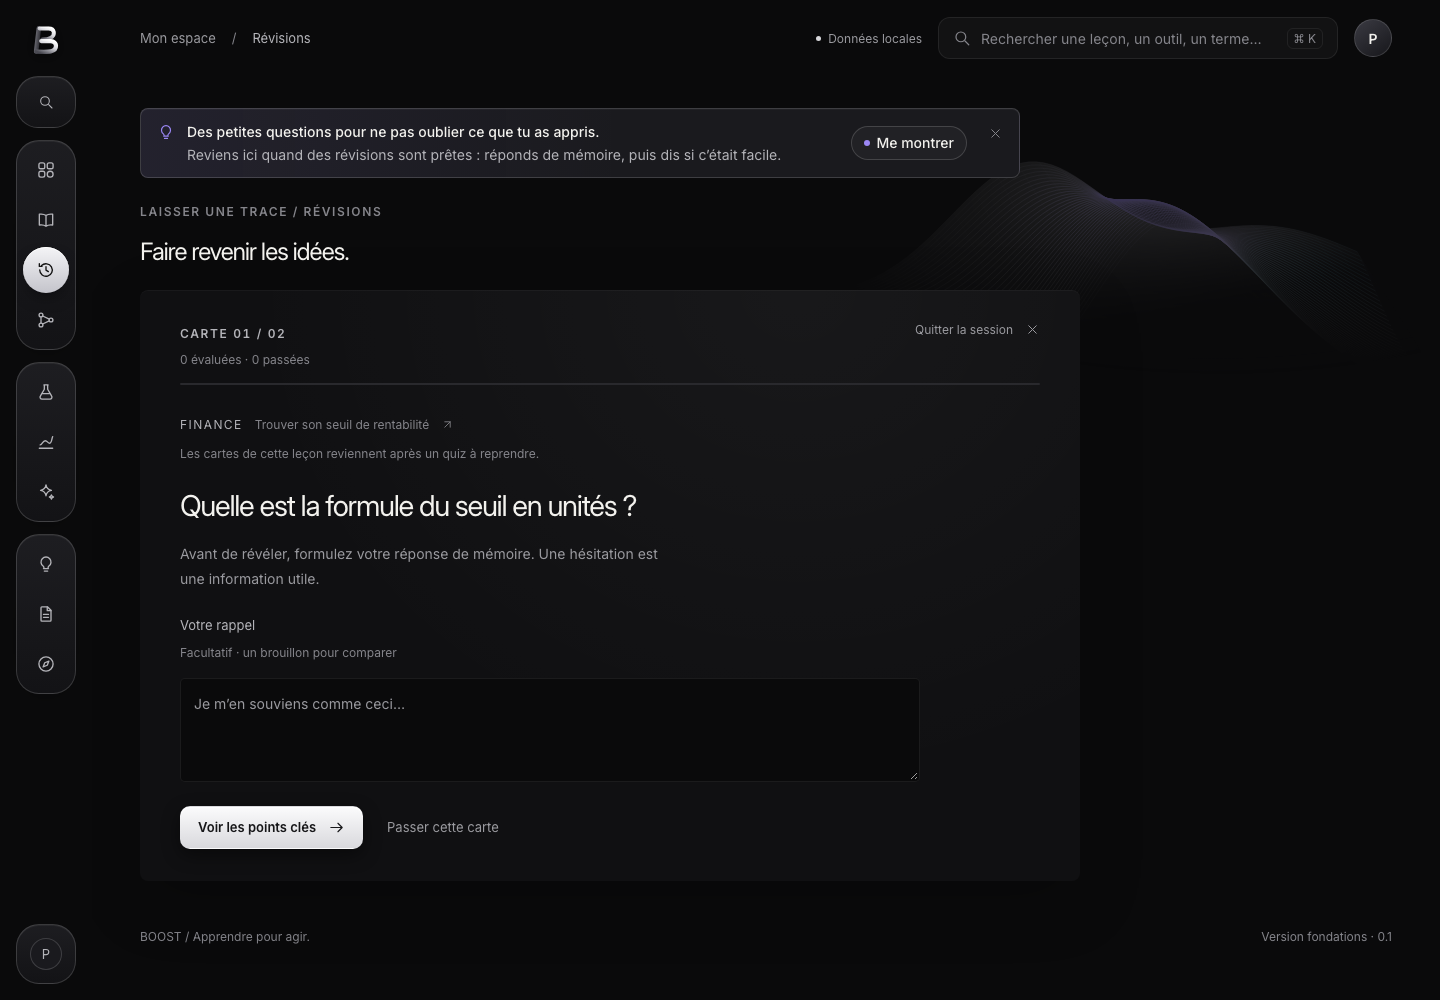 B
Mon espace / Révisions
Données locales
Rechercher une leçon, un outil, un terme...
⌘ K
P
Des petites questions pour ne pas oublier ce que tu as appris.
Reviens ici quand des révisions sont prêtes : réponds de mémoire, puis dis si c’était facile.
Me montrer
LAISSER UNE TRACE / RÉVISIONS
Faire revenir les idées.
CARTE 01 / 02
Quitter la session
0 évaluées · 0 passées
FINANCE Trouver son seuil de rentabilité
Les cartes de cette leçon reviennent après un quiz à reprendre.
Quelle est la formule du seuil en unités ?
Avant de révéler, formulez votre réponse de mémoire. Une hésitation est
une information utile.
Votre rappel
Facultatif · un brouillon pour comparer
Je m’en souviens comme ceci...
Voir les points clés
Passer cette carte
P
BOOST / Apprendre pour agir.
Version fondations · 0.1